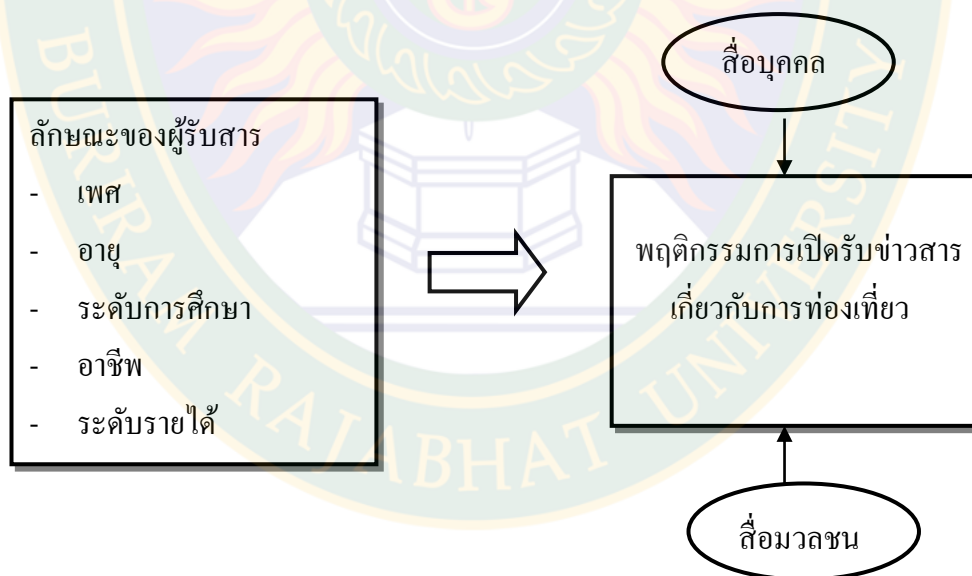 สื่อบุคคล
ลักษณะของผู้รับสาร
- เพศ
- อายุ
- ระดับการศึกษา
- อาชีพ
- ระดับรายได้
พฤติกรรมการเปิดรับข่าวสาร
เกี่ยวกับการท่องเที่ยว
สื่อมวลชน
BURIRAM RAJABHAT UNIVERSITY